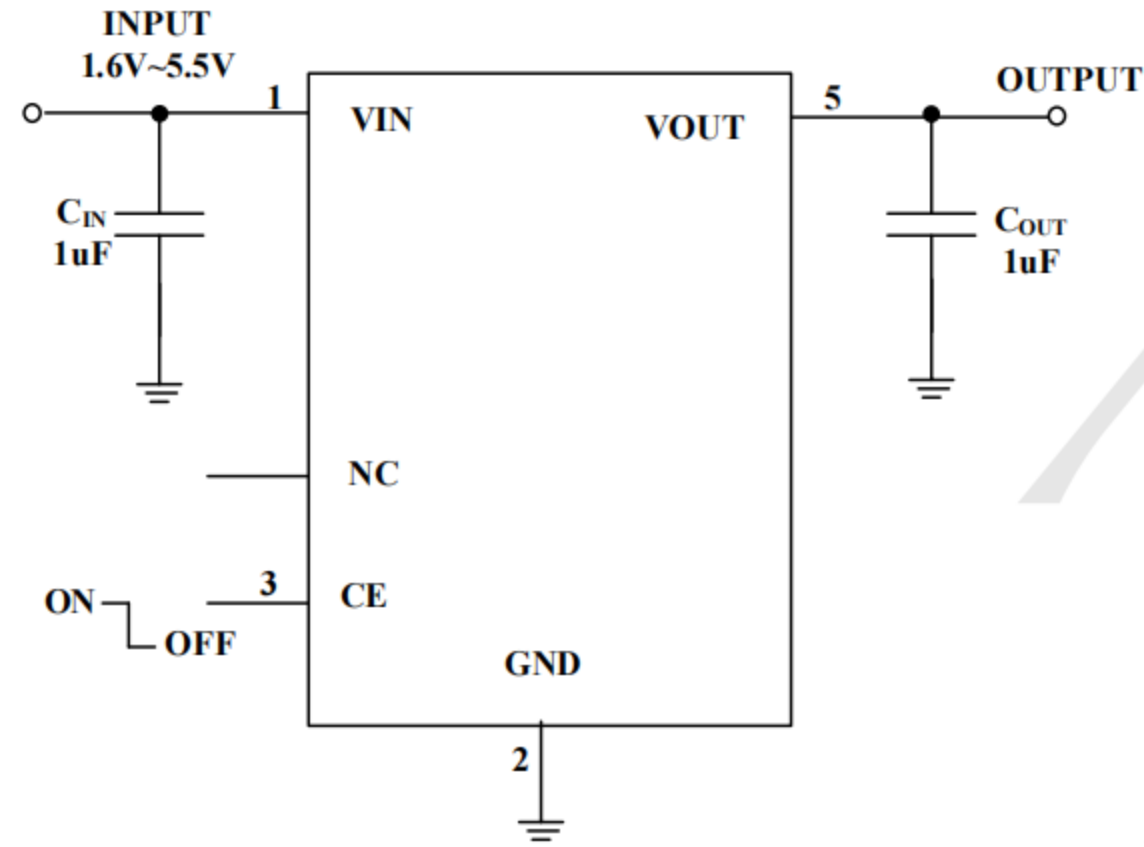 INPUT
1.6V~5.5V
OUTPUT
1
5
VIN
VOUT
CIN
1uF
COUT
1uF
NC
3
CE
ON
OFF
GND
2